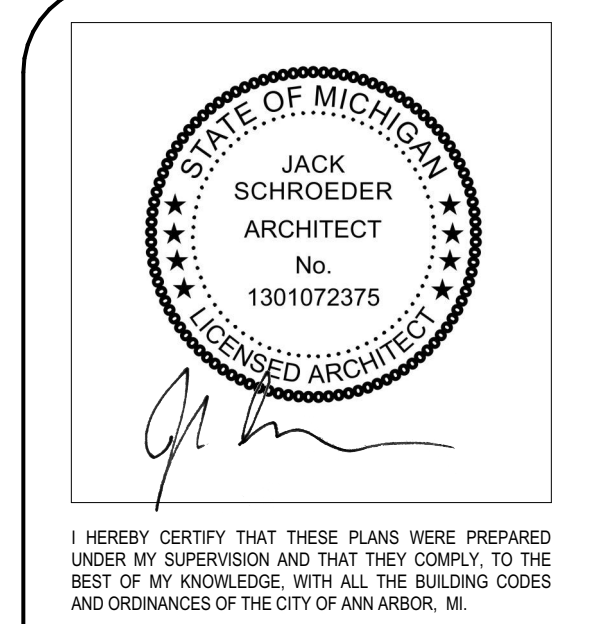 STATE OF MICHIGAN
JACK
SCHROEDER
ARCHITECT
No.
1301072375
LICENSED ARCHITECT
I HEREBY CERTIFY THAT THESE PLANS WERE PREPARED
UNDER MY SUPERVISION AND THAT THEY COMPLY, TO THE
BEST OF MY KNOWLEDGE, WITH ALL THE BUILDING CODES
AND ORDINANCES OF THE CITY OF ANN ARBOR, MI.